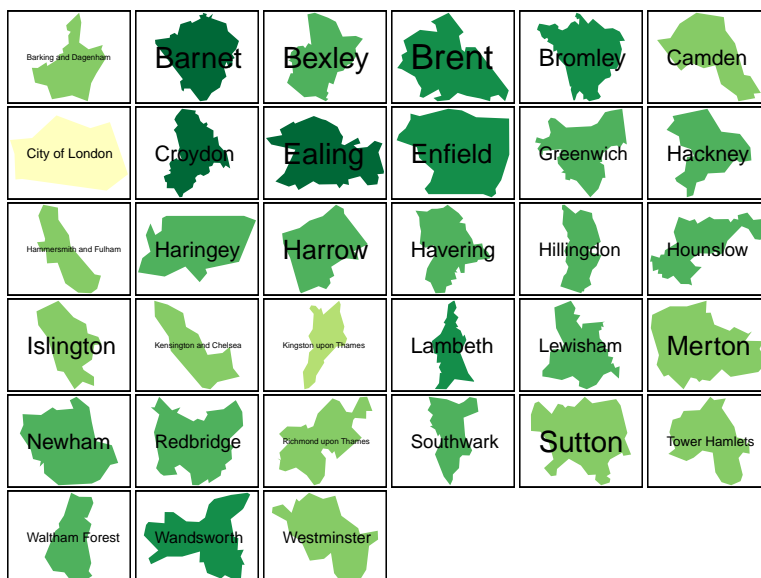 Barking and Dagenham
Barnet
Bexley
Brent
Bromley
Camden
City of London
Croydon
Ealing
Enfield
Greenwich
Hackney
Hammersmith and Fulham
Haringey
Harrow
Havering
Hillingdon
Hounslow
Islington
Kensington and Chelsea
Kingston upon Thames
Lambeth
Lewisham
Merton
Newham
Redbridge
Richmond upon Thames
Southwark
Sutton
Tower Hamlets
Waltham Forest
Wandsworth
Westminster